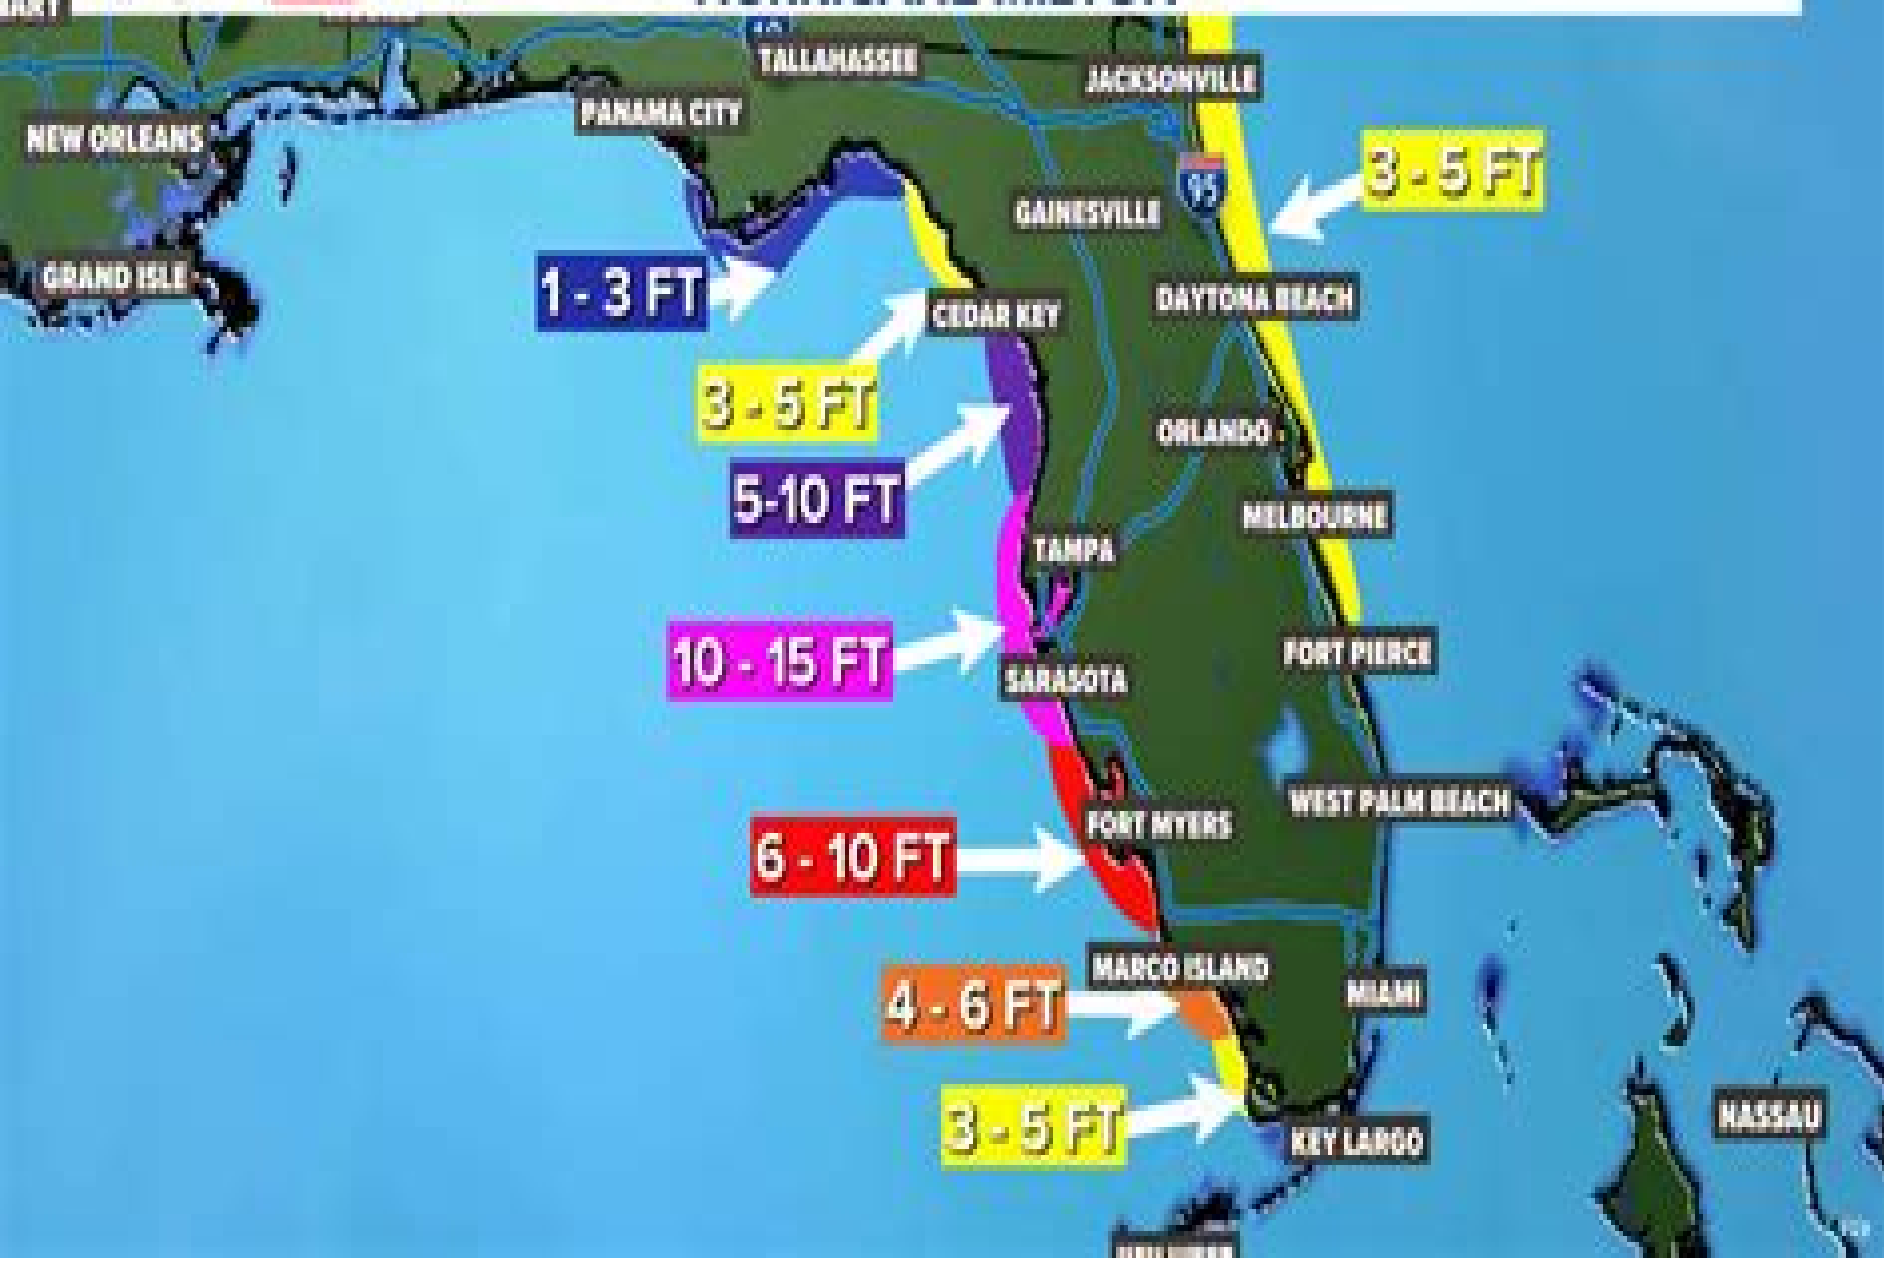 TALLAHASSEE
JACKSONVILLE
PANAMA CITY
NEW ORLEANS
3 - 5 FT
95
GAINESVILLE
GRAND ISLE
1 - 3 FT
DAYTONA BEACH
CEDAR KEY
3 - 5 FT
ORLANDO
5-10 FT
MELBOURNE
TAMPA
10 - 15 FT
FORT PIERCE
SARASOTA
WEST PALM BEACH
FORT MYERS
6 - 10 FT
MARCO ISLAND
4 - 6 FT
MIAMI
NASSAU
3 - 5 FT
KEY LARGO